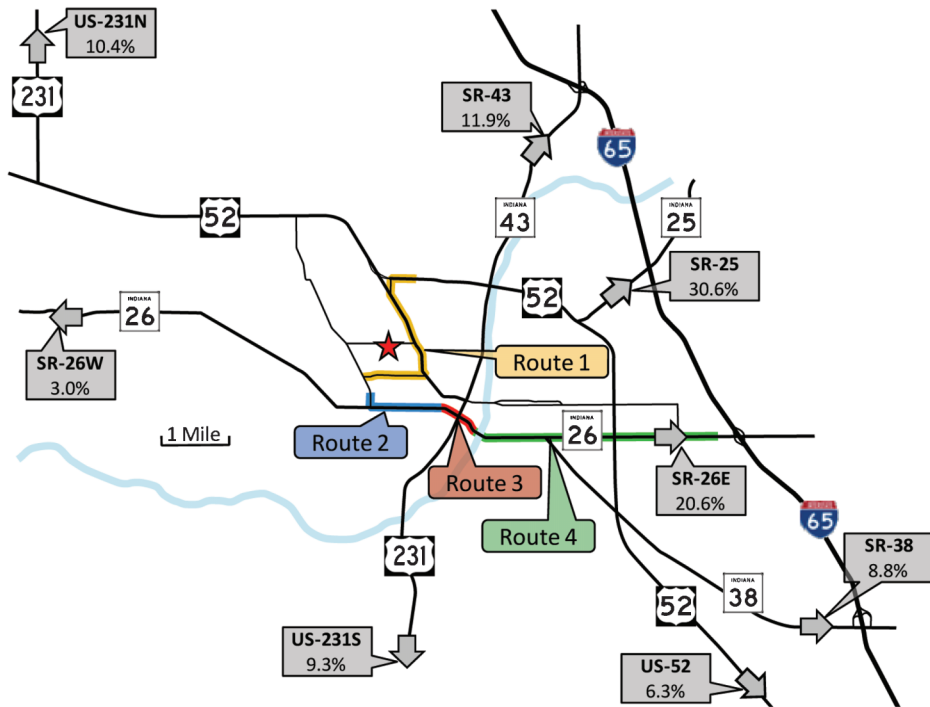 US-231N
10.4%
231
SR-43
11.9%
INTERSTATE
65
52
INDIANA
43
INDIANA
25
SR-25
30.6%
52
INDIANA
26
SR-26W
3.0%
Route 1
1 Mile
Route 2
INDIANA
26
Route 3
SR-26E
20.6%
Route 4
INTERSTATE
65
231
SR-38
8.8%
INDIANA
38
52
US-231S
9.3%
US-52
6.3%